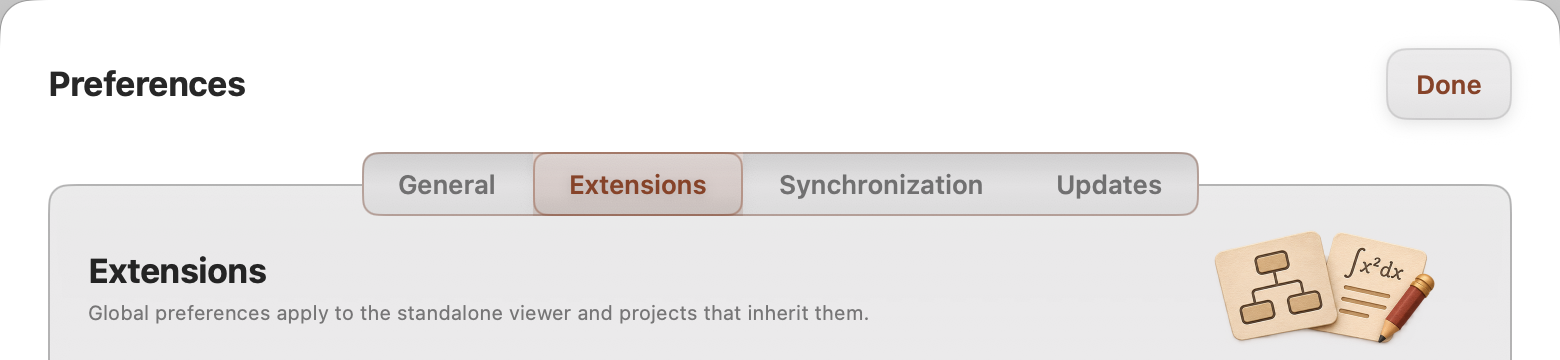 Preferences
Done
General
Extensions
Synchronization
Updates
Extensions
Global preferences apply to the standalone viewer and projects that inherit them.
∫x²dx